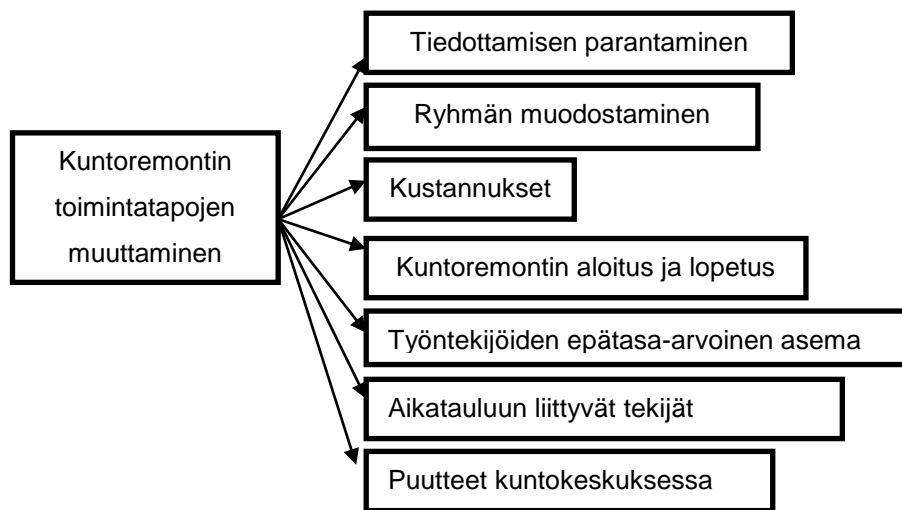 Kuntoremontin
toimintatapojen
muuttaminen
Tiedottamisen parantaminen
Ryhmän muodostaminen
Kustannukset
Kuntoremontin aloitus ja lopetus
Työntekijöiden epätasa-arvoinen asema
Aikatauluun liittyvät tekijät
Puutteet kuntokeskuksessa